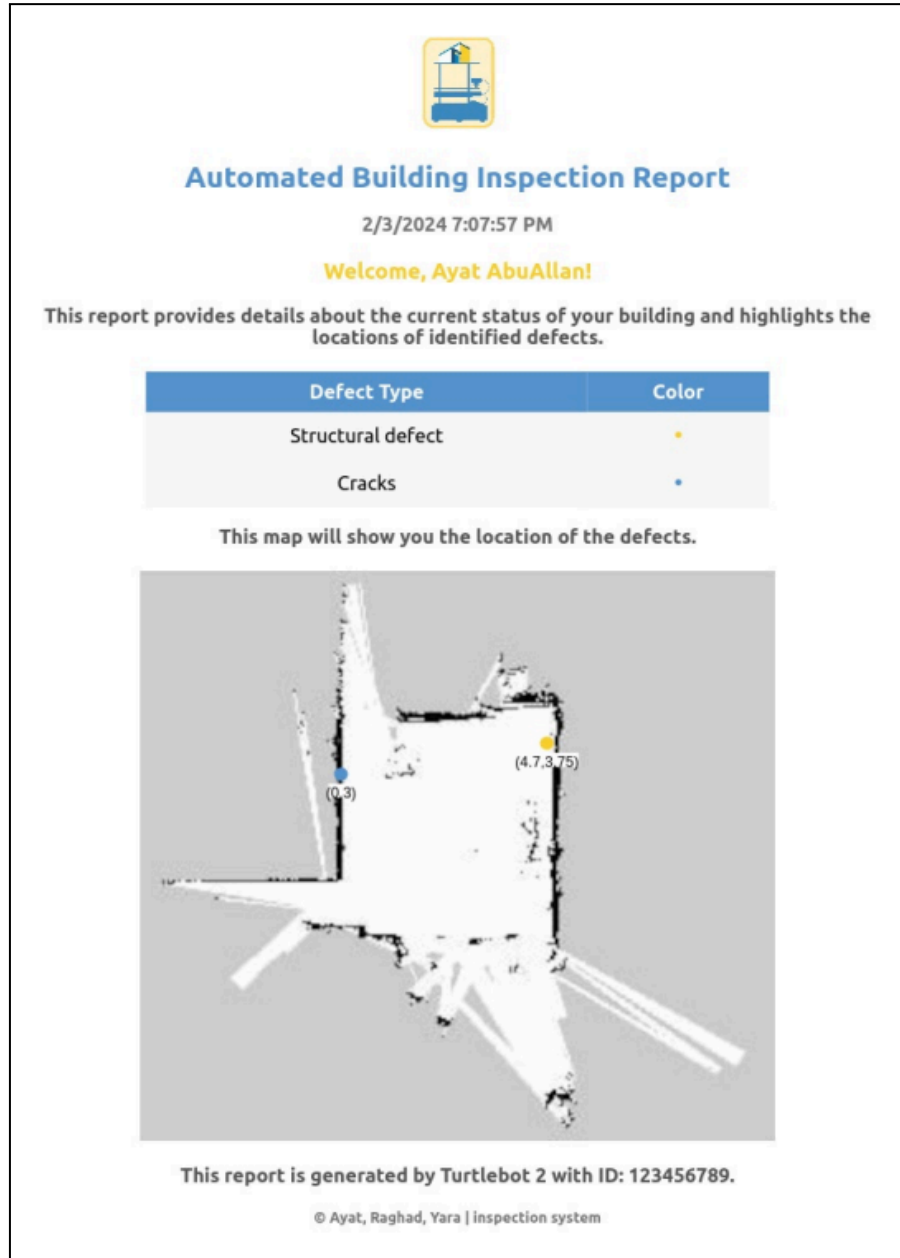 Automated Building Inspection Report
2/3/2024 7:07:57 PM
Welcome, Ayat AbuAllan!
This report provides details about the current status of your building and highlights the
locations of identified defects.
Defect Type Color
Structural defect
Cracks
This map will show you the location of the defects.
(4.7,3.75)
(0,3)
This report is generated by Turtlebot 2 with ID: 123456789.
© Ayat, Raghad, Yara | inspection system